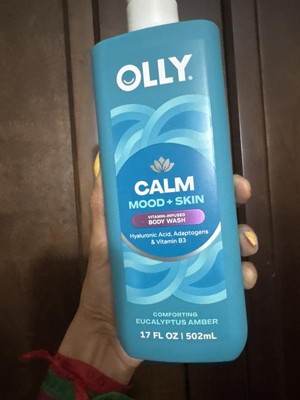 OLLY.
CALM
MOOD + SKIN
VITAMIN-INFUSED
BODY WASH
Hyaluronic Acid, Adaptogens
& Vitamin B3
COMFORTING
EUCALYPTUS AMBER
17 FL OZ | 502mL